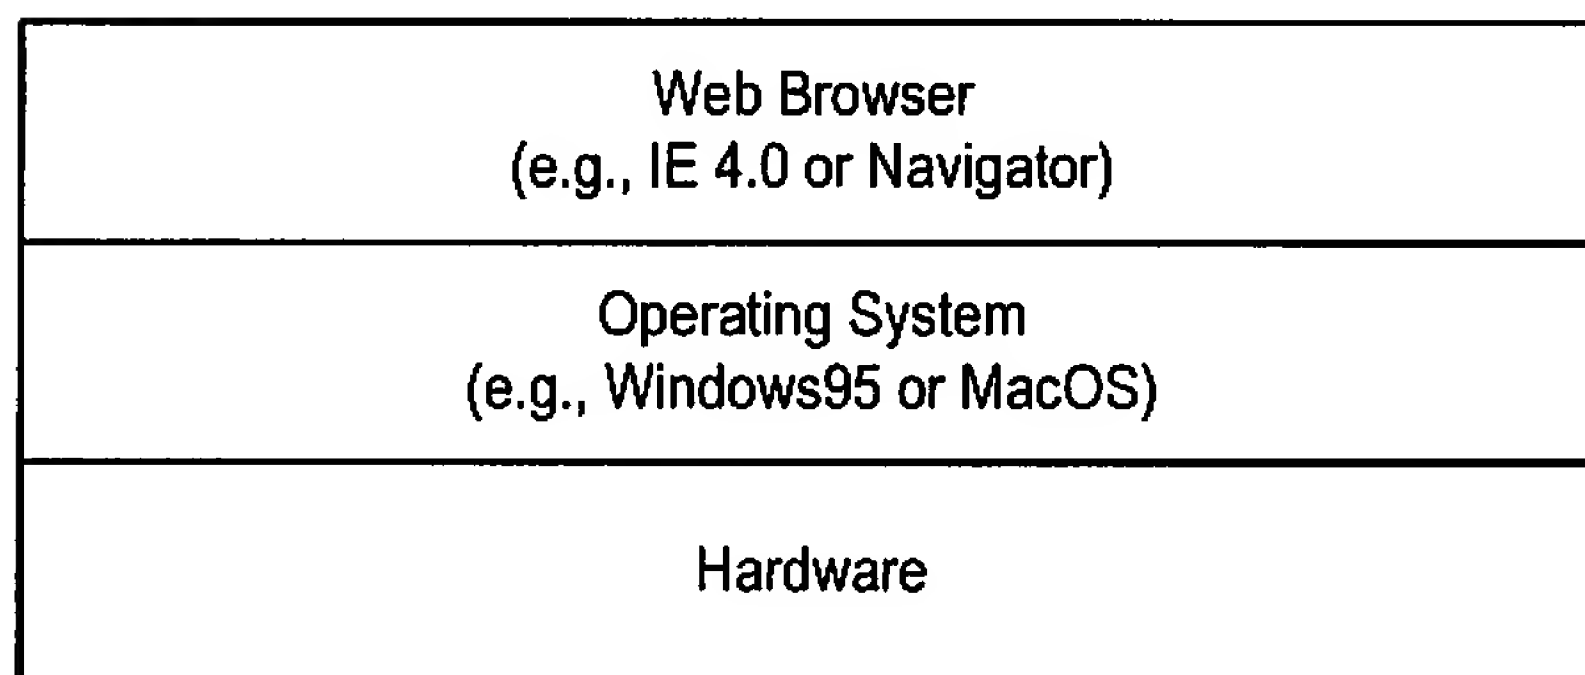 Web Browser
(e.g., IE 4.0 or Navigator)
Operating System
(e.g., Windows95 or MacOS)
Hardware